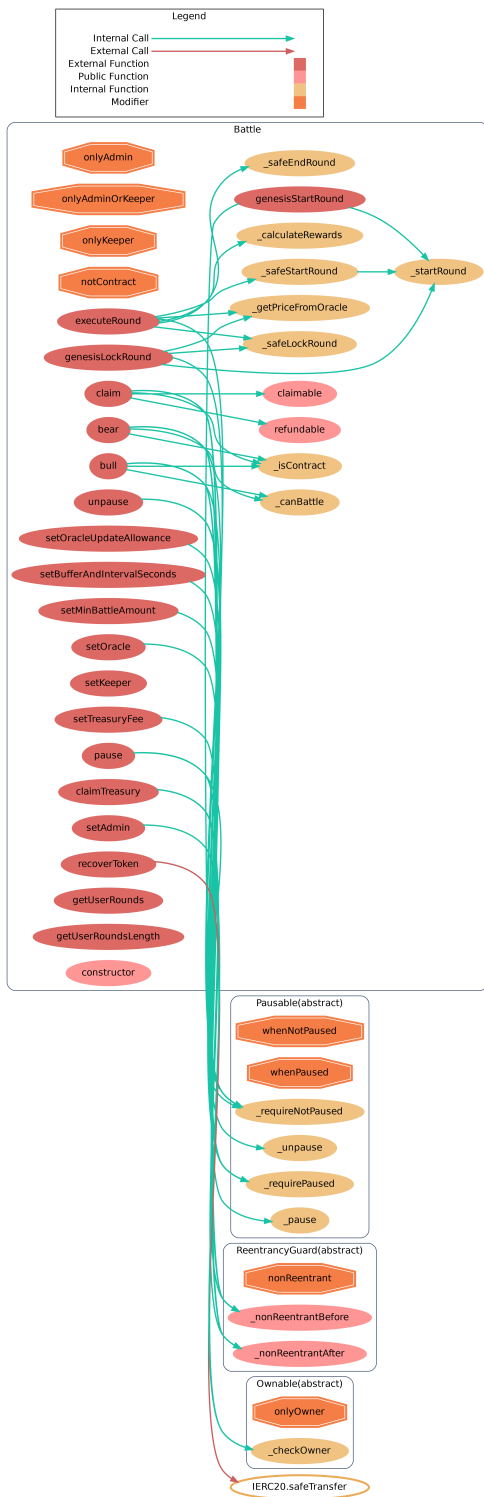 Legend
Internal Call
External Call
External Function
Public Function
Internal Function
Modifier
Battle
onlyAdmin
onlyAdminOrKeeper
onlyKeeper
notContract
executeRound
genesisLockRound
claim
bear
bull
unpause
setOracleUpdateAllowance
setBufferAndIntervalSeconds
setMinBattleAmount
setOracle
setKeeper
setTreasuryFee
pause
claimTreasury
setAdmin
recoverToken
getUserRounds
getUserRoundsLength
constructor
_safeEndRound
genesisStartRound
_calculateRewards
_safeStartRound
_getPriceFromOracle
_safeLockRound
claimable
refundable
_isContract
_canBattle
_startRound
Pausable(abstract)
whenNotPaused
whenPaused
_requireNotPaused
_unpause
_requirePaused
_pause
ReentrancyGuard(abstract)
nonReentrant
_nonReentrantBefore
_nonReentrantAfter
Ownable(abstract)
onlyOwner
_checkOwner
IERC20.safeTransfer